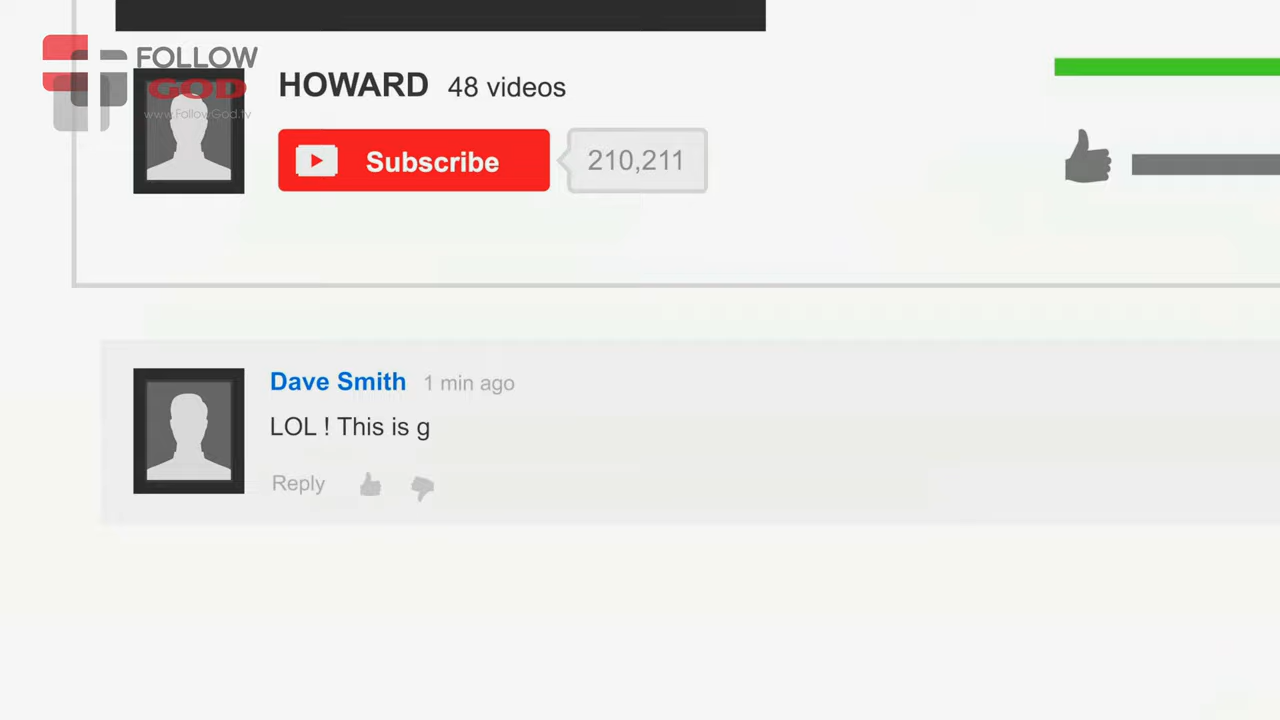 FOLLOW
GOD
www.FollowGod.tv
HOWARD 48 videos
Subscribe 210,211
Dave Smith 1 min ago
LOL ! This is g
Reply